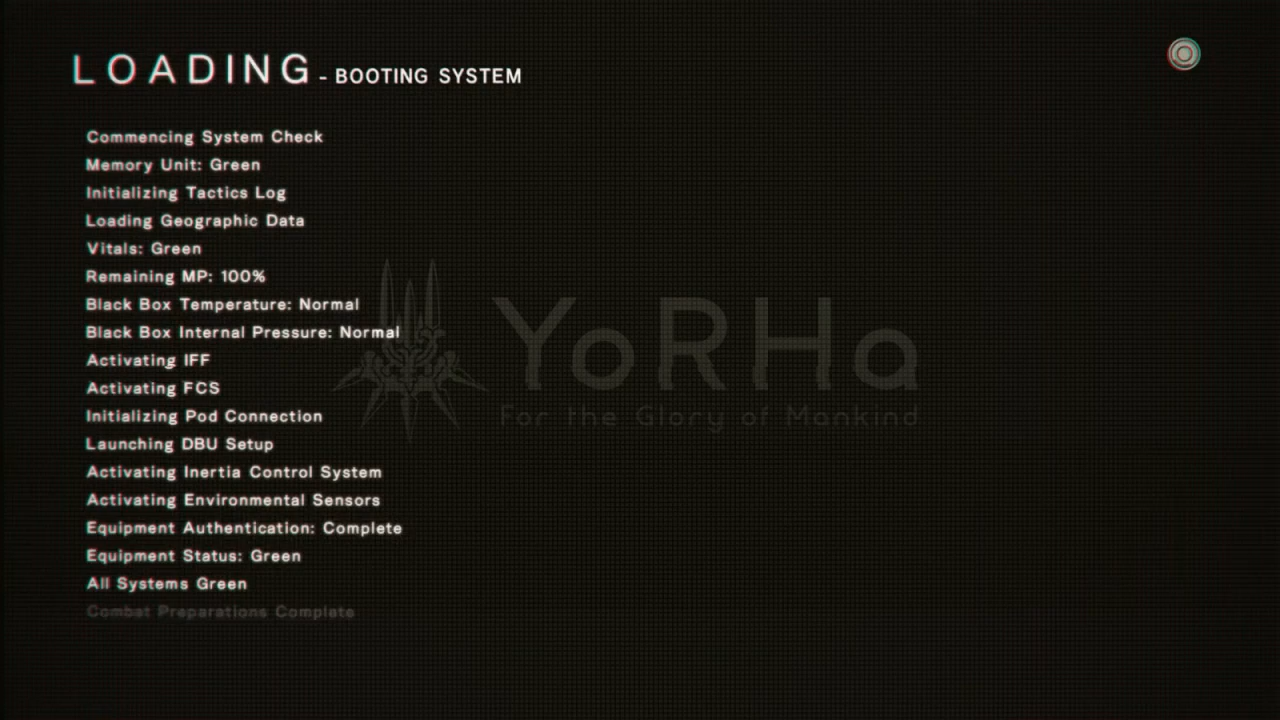 LOADING - BOOTING SYSTEM
Commencing System Check
Memory Unit: Green
Initializing Tactics Log
Loading Geographic Data
Vitals: Green
Remaining MP: 100%
Black Box Temperature: Normal
Black Box Internal Pressure: Normal
Activating IFF
Activating FCS
Initializing Pod Connection
Launching DBU Setup
Activating Inertia Control System
Activating Environmental Sensors
Equipment Authentication: Complete
Equipment Status: Green
All Systems Green
Combat Preparations Complete
YoRHa
For the Glory of Mankind